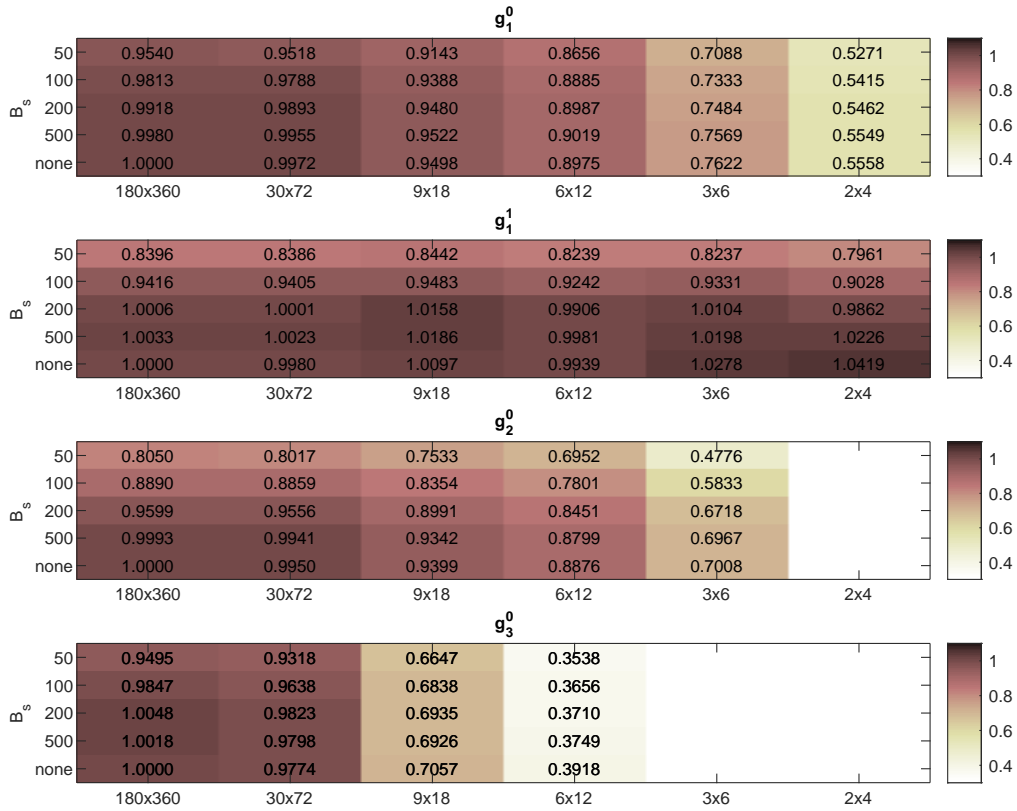 g₁⁰
50 0.9540 0.9518 0.9143 0.8656 0.7088 0.5271
100 0.9813 0.9788 0.9388 0.8885 0.7333 0.5415
200 0.9918 0.9893 0.9480 0.8987 0.7484 0.5462
500 0.9980 0.9955 0.9522 0.9019 0.7569 0.5549
none 1.0000 0.9972 0.9498 0.8975 0.7622 0.5558
Bₛ
180x360 30x72 9x18 6x12 3x6 2x4
1
0.8
0.6
0.4
g₁¹
50 0.8396 0.8386 0.8442 0.8239 0.8237 0.7961
100 0.9416 0.9405 0.9483 0.9242 0.9331 0.9028
200 1.0006 1.0001 1.0158 0.9906 1.0104 0.9862
500 1.0033 1.0023 1.0186 0.9981 1.0198 1.0226
none 1.0000 0.9980 1.0097 0.9939 1.0278 1.0419
Bₛ
180x360 30x72 9x18 6x12 3x6 2x4
1
0.8
0.6
0.4
g₂⁰
50 0.8050 0.8017 0.7533 0.6952 0.4776
100 0.8890 0.8859 0.8354 0.7801 0.5833
200 0.9599 0.9556 0.8991 0.8451 0.6718
500 0.9993 0.9941 0.9342 0.8799 0.6967
none 1.0000 0.9950 0.9399 0.8876 0.7008
Bₛ
180x360 30x72 9x18 6x12 3x6 2x4
1
0.8
0.6
0.4
g₃⁰
50 0.9495 0.9318 0.6647 0.3538
100 0.9847 0.9638 0.6838 0.3656
200 1.0048 0.9823 0.6935 0.3710
500 1.0018 0.9798 0.6926 0.3749
none 1.0000 0.9774 0.7057 0.3918
Bₛ
180x360 30x72 9x18 6x12 3x6 2x4
1
0.8
0.6
0.4